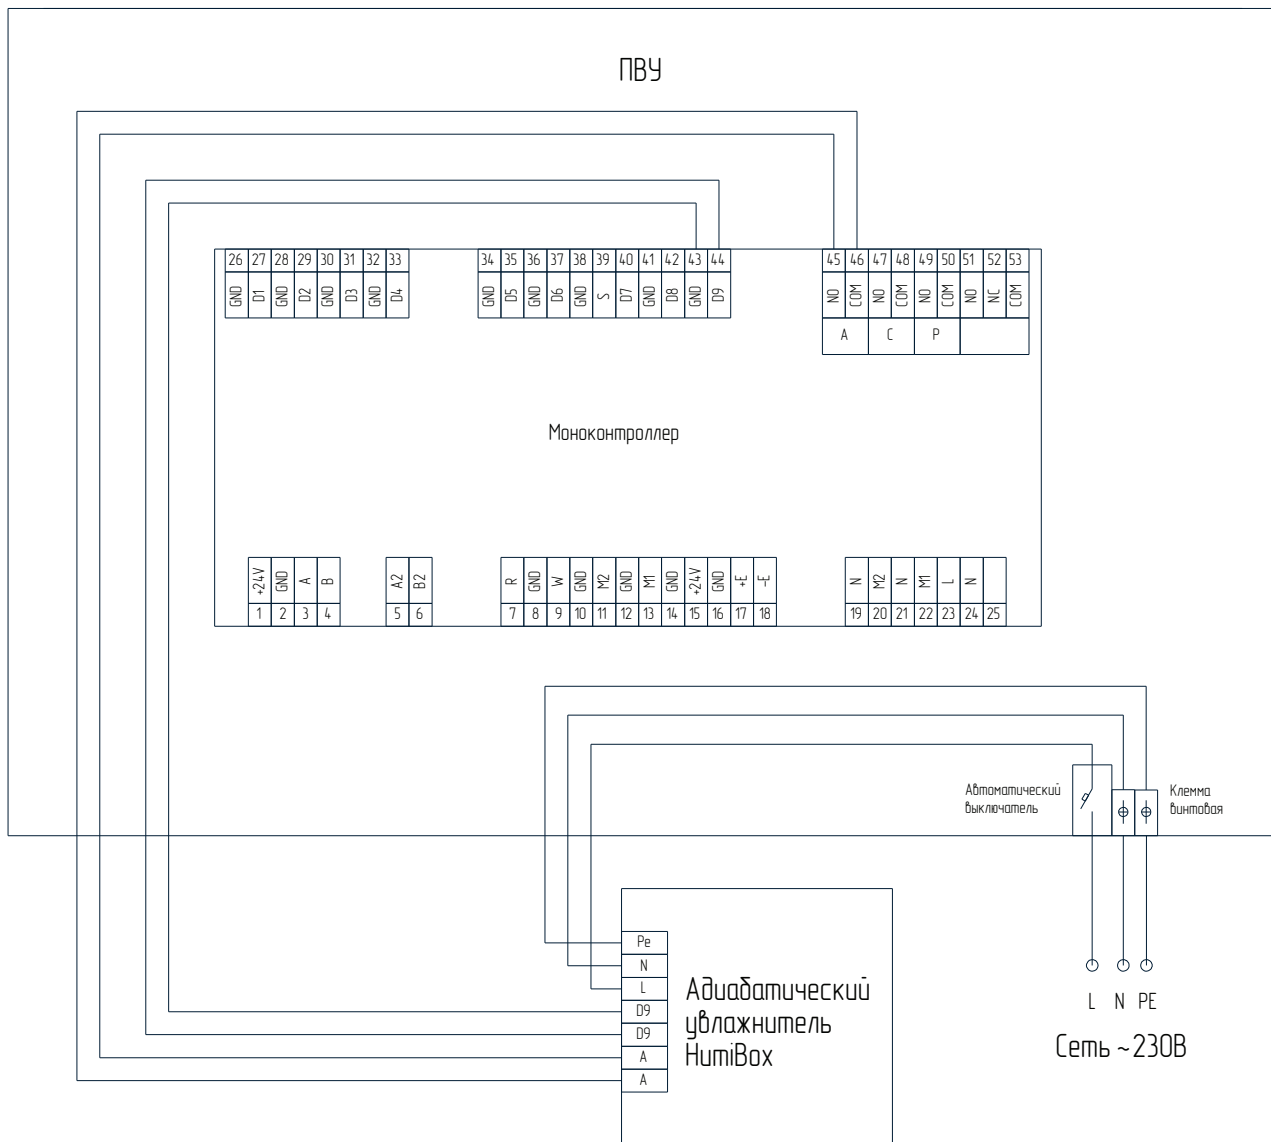 ПВУ
26 27 28 29 30 31 32 33
GND D1 GND D2 GND D3 GND D4
34 35 36 37 38 39 40 41 42 43 44
GND D5 GND D6 GND S D7 GND D8 GND D9
45 46 47 48 49 50 51 52 53
NO COM NO COM NO COM NO NC COM
A C P
Моноконтроллер
+24V GND A B
1 2 3 4
A2 B2
5 6
R GND W GND M2 GND M1 GND +24V GND +E -E
7 8 9 10 11 12 13 14 15 16 17 18
N M2 N M1 L N
19 20 21 22 23 24 25
Автоматический
выключатель
Клемма
винтовая
Pe
N
L
D9
D9
A
A
Адиабатический
увлажнитель
HumiBox
L N PE
Сеть ~230В